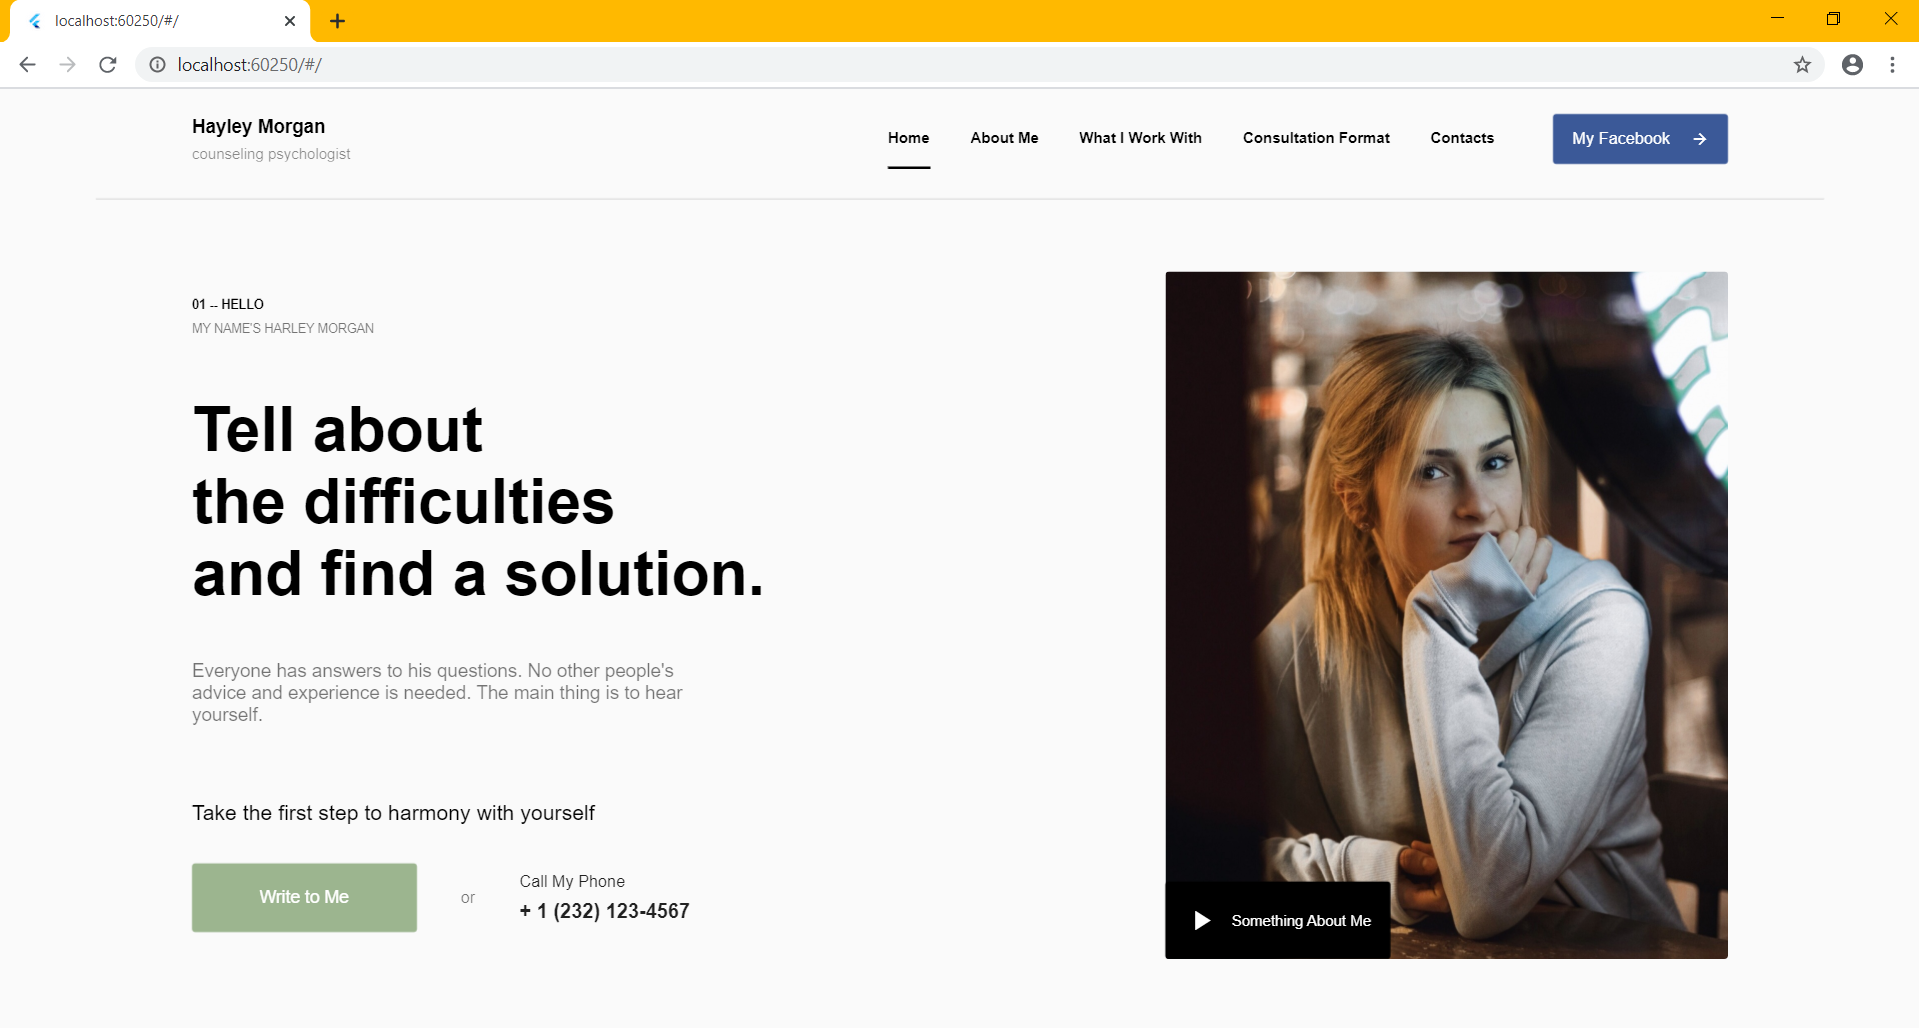 localhost:60250/#/
localhost:60250/#/
Hayley Morgan
counseling psychologist
Home
About Me
What I Work With
Consultation Format
Contacts
My Facebook
01 -- HELLO
MY NAME'S HARLEY MORGAN
Tell about
the difficulties
and find a solution.
Everyone has answers to his questions. No other people's
advice and experience is needed. The main thing is to hear
yourself.
Take the first step to harmony with yourself
Write to Me
or
Call My Phone
+ 1 (232) 123-4567
Something About Me